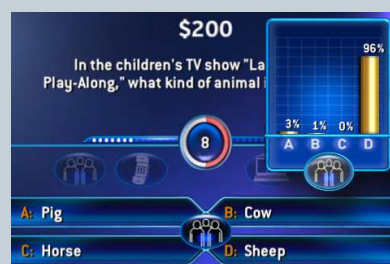 $200
In the children's TV show "La
Play-Along," what kind of animal i
96%
3%
1%
0%
A B C D
8
A: Pig
B: Cow
C: Horse
D: Sheep